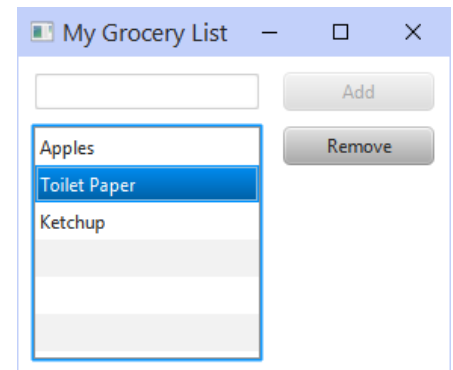 My Grocery List
Add
Apples
Remove
Toilet Paper
Ketchup